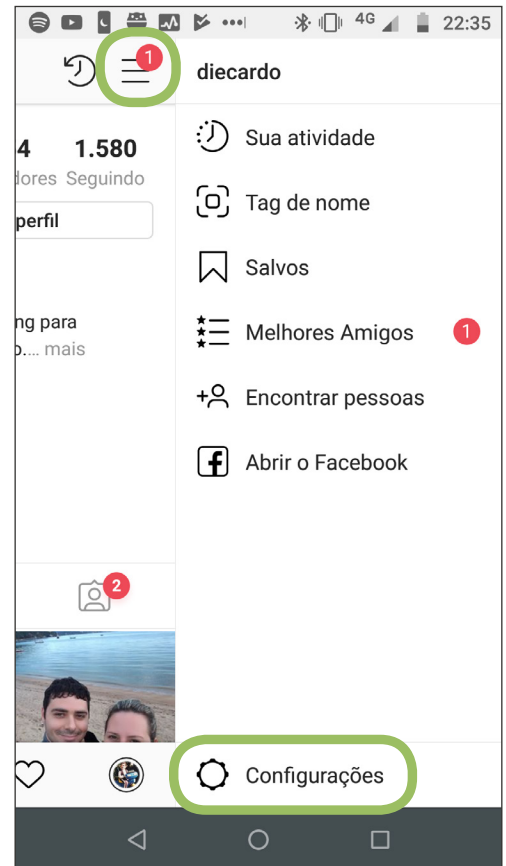 4G 22:35
1
diecardo
4 1.580
dores Seguindo
perfil
ng para
o.... mais
Sua atividade
Tag de nome
Salvos
Melhores Amigos 1
Encontrar pessoas
Abrir o Facebook
2
Configurações